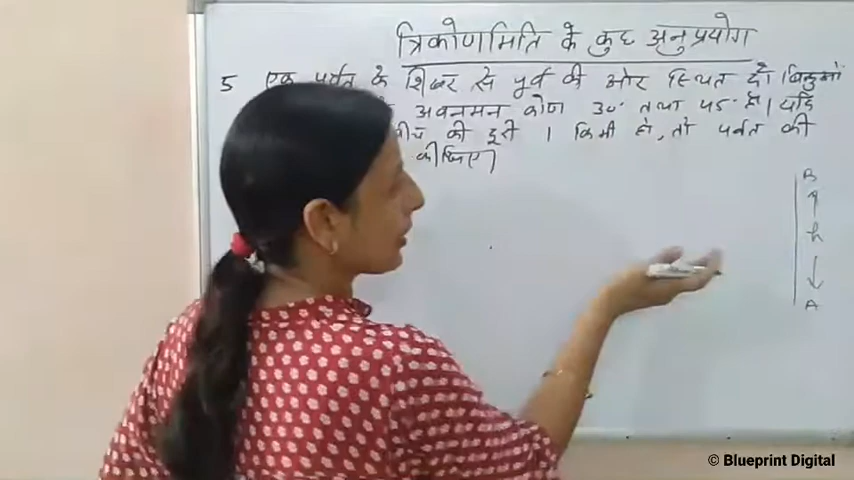 त्रिकोणमिति के कुछ अनुप्रयोग
5 एक पर्वत के शिखर से पूर्व की ओर स्थित दो बिन्दुओं
अवनमन कोण 30° तथा 45° है। यदि
की दूरी 1 किमी हो, तो पर्वत की
कीजिए।
B
h
A
© Blueprint Digital